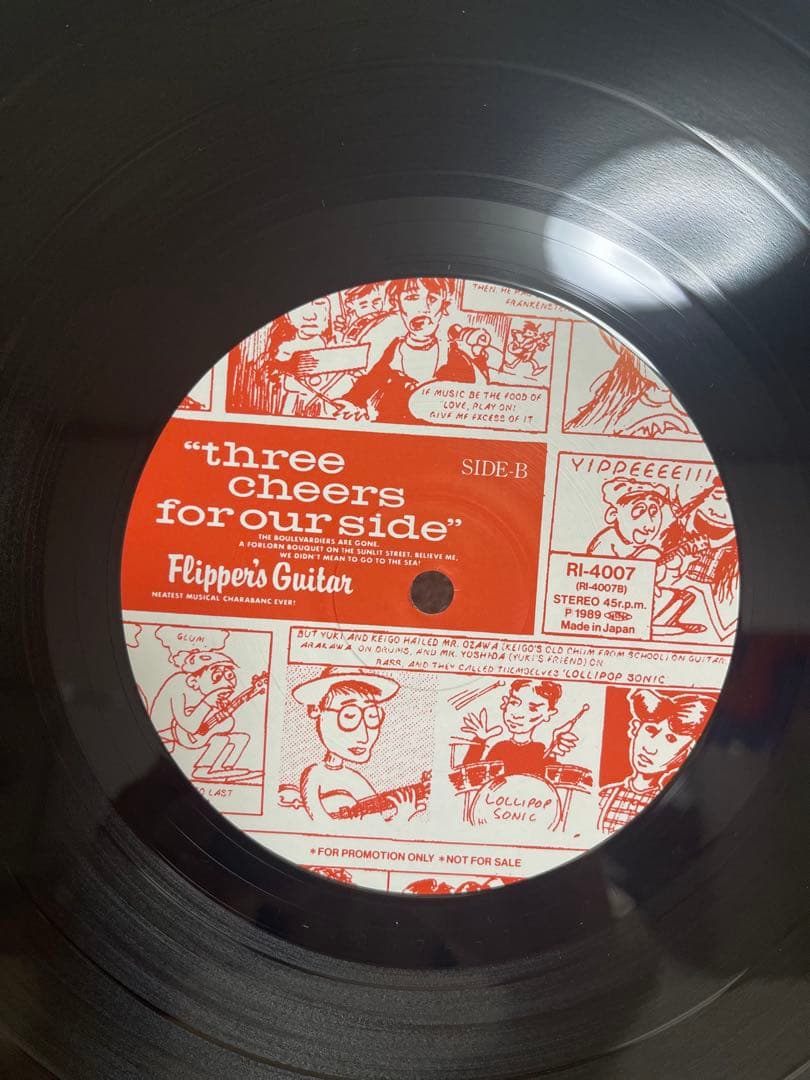 THEN, HE
FRANKENSTE
IF MUSIC BE THE FOOD OF
LOVE, PLAY ON!
GIVE ME EXCESS OF IT
YIPPEEEEE!!!
"three
cheers
for our side"
SIDE-B
THE BOULEVARDIERS ARE GONE.
A FORLORN BOUQUET ON THE SUNLIT STREET. BELIEVE ME,
WE DIDN'T MEAN TO GO TO THE SEA!
Flipper's Guitar
NEATEST MUSICAL CHARABANC EVER!
RI-4007
(RI-4007B)
STEREO 45r.p.m.
P 1989
Made in Japan
BUT YUKI AND KEIGO HAILED MR. OZAWA (KEIGO'S OLD CHUM FROM SCHOOL) ON GUITAR,
ARAKAWA ON DRUMS, AND MR. YOSHIDA (YUKI'S FRIEND) ON
BASS, AND THEY CALLED THEMSELVES 'LOLLIPOP SONIC
GLUM
LAST
LOLLIPOP
SONIC
*FOR PROMOTION ONLY *NOT FOR SALE